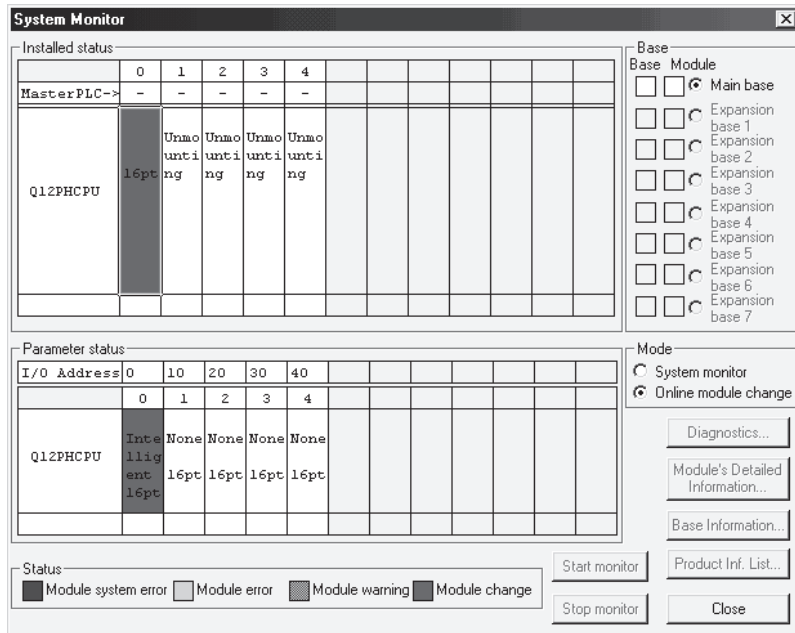 System Monitor
Installed status
0 1 2 3 4
MasterPLC-> - - - - -
Q12PHCPU
16pt
Unmo unti ng
Unmo unti ng
Unmo unti ng
Unmo unti ng
Base
Base Module
Main base
Expansion
base 1
Expansion
base 2
Expansion
base 3
Expansion
base 4
Expansion
base 5
Expansion
base 6
Expansion
base 7
Parameter status
I/O Address 0 10 20 30 40
0 1 2 3 4
Q12PHCPU
Inte None None None None
llig
ent 16pt 16pt 16pt 16pt
16pt
Mode
System monitor
Online module change
Diagnostics...
Module's Detailed
Information...
Base Information...
Product Inf. List...
Status
Module system error Module error Module warning Module change
Start monitor
Stop monitor
Close